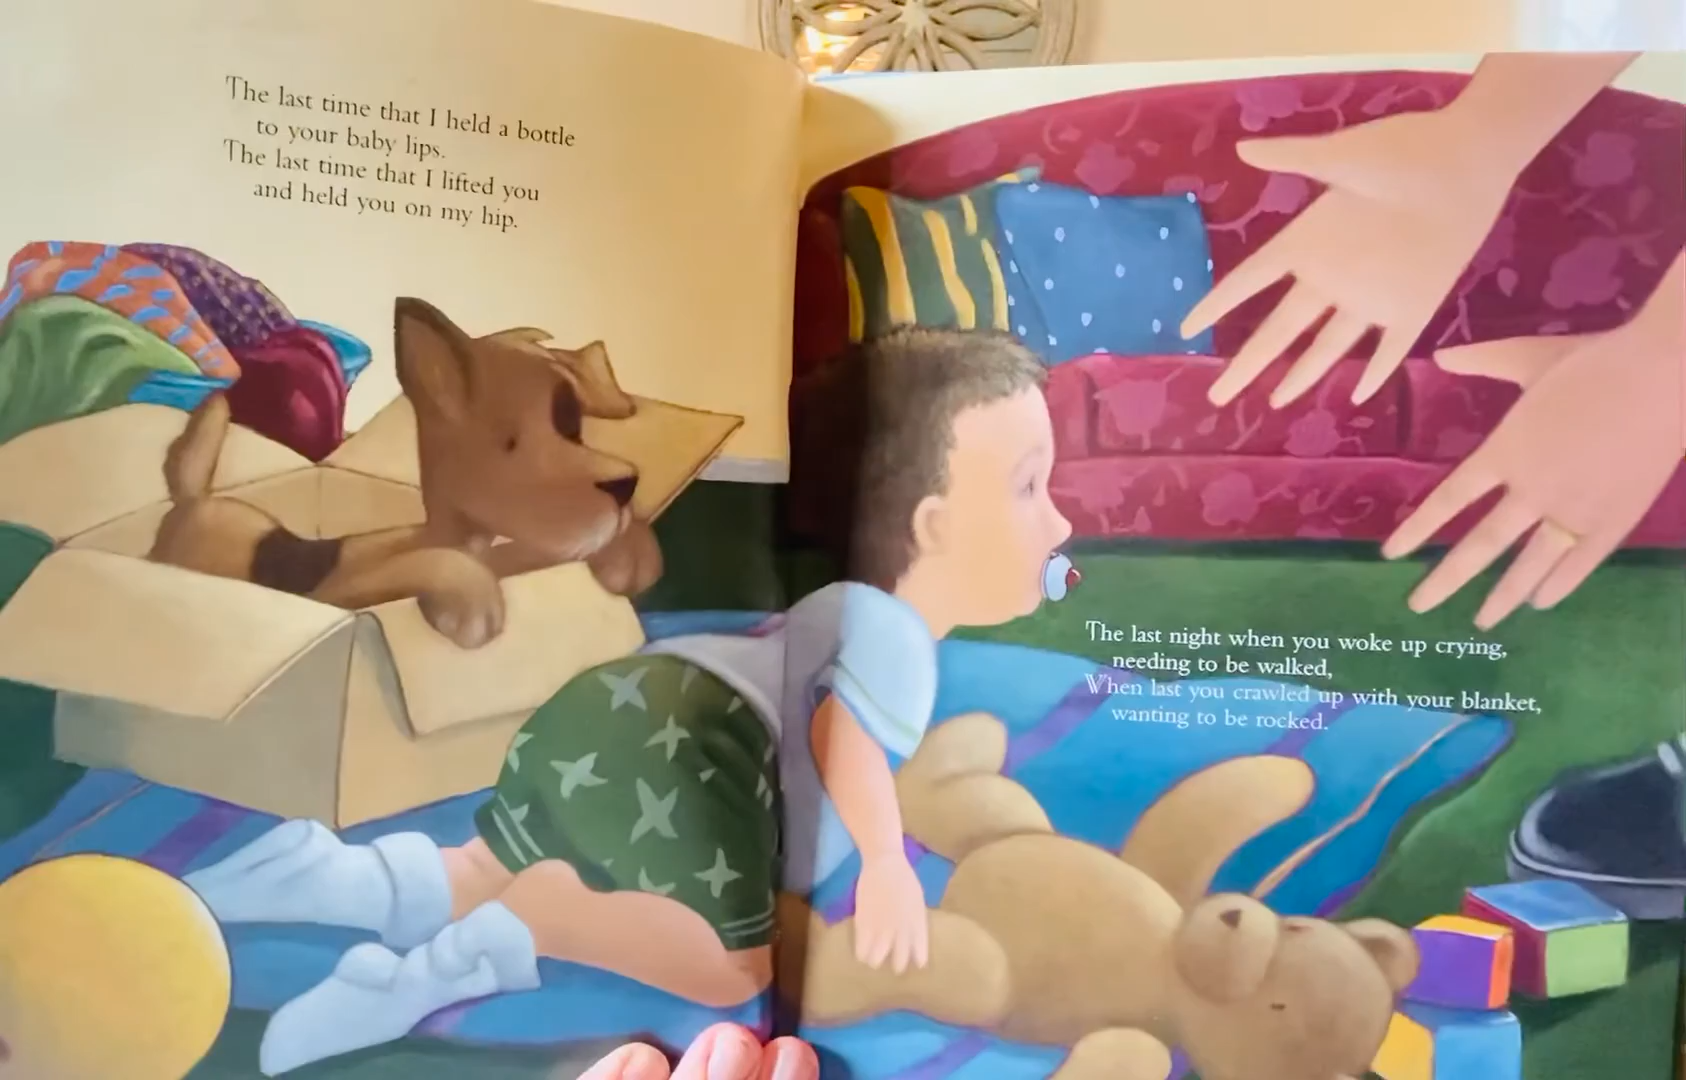 The last time that I held a bottle
to your baby lips.
The last time that I lifted you
and held you on my hip.
The last night when you woke up crying,
needing to be walked,
When last you crawled up with your blanket,
wanting to be rocked.